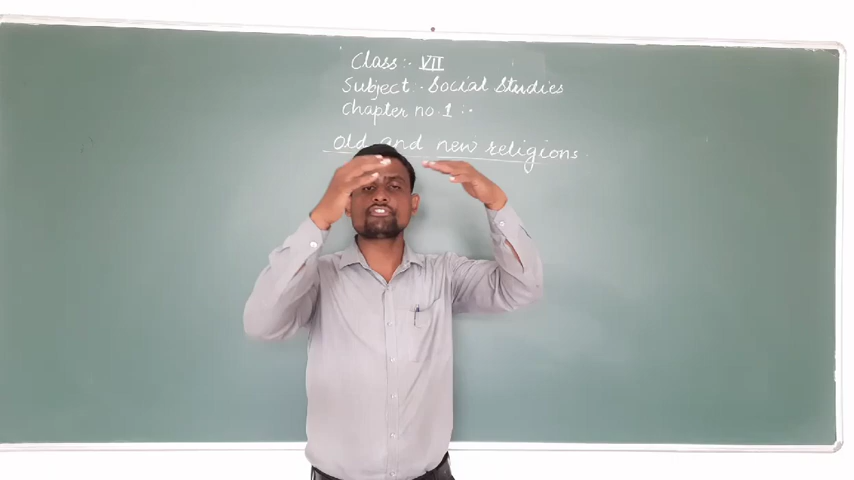 Class :- VII
Subject :- Social Studies
Chapter no. 1 :-
Old and new religions.